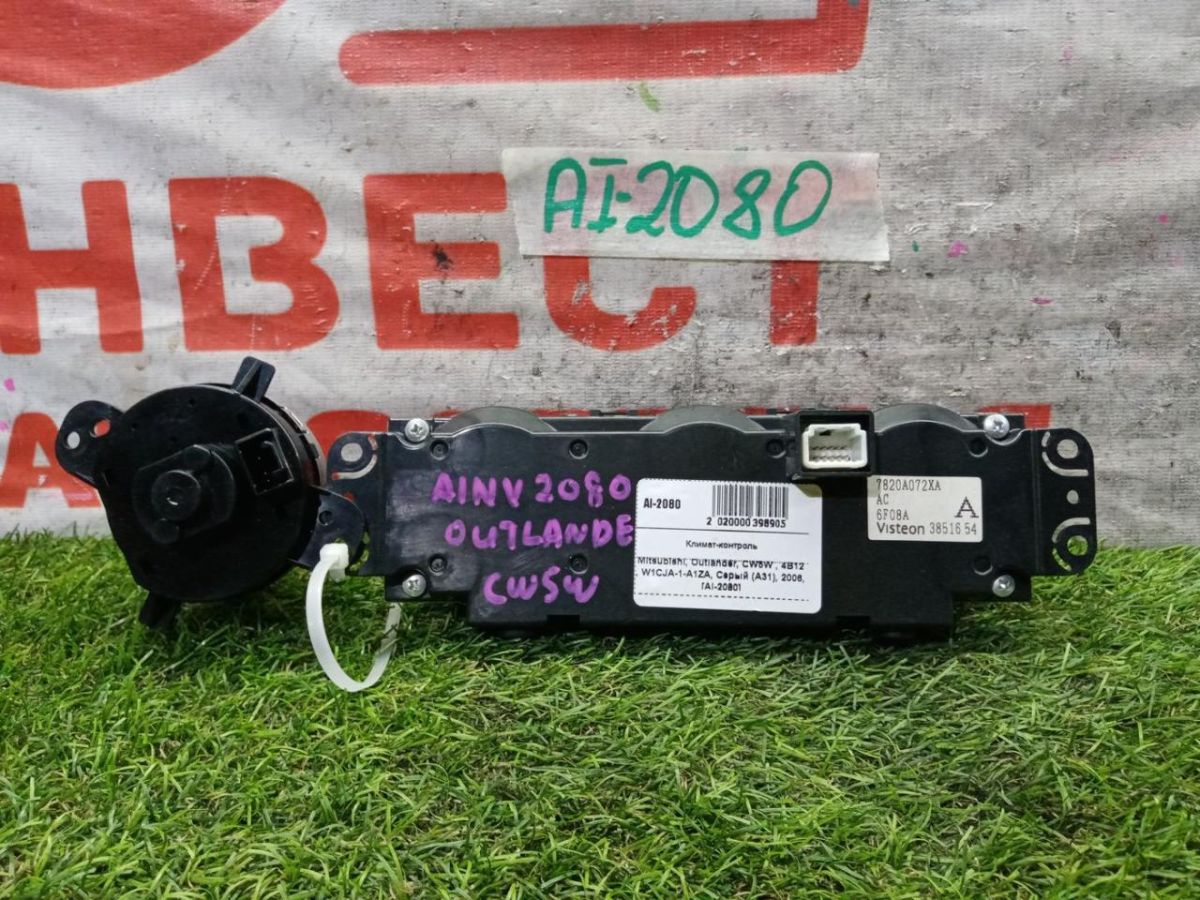 AI-2080
НВЕСТ
AINV 2080
OUTLANDE
CW5W
AI-2080
2 020000 398905
Климат-контроль
Mitsubishi, Outlander, CW5W , 4B12
W1CJA-1-A1ZA, Серый (A31), 2006,
[AI-2080]
7820A072XA
AC
6F08A
A
Visteon 38516 54